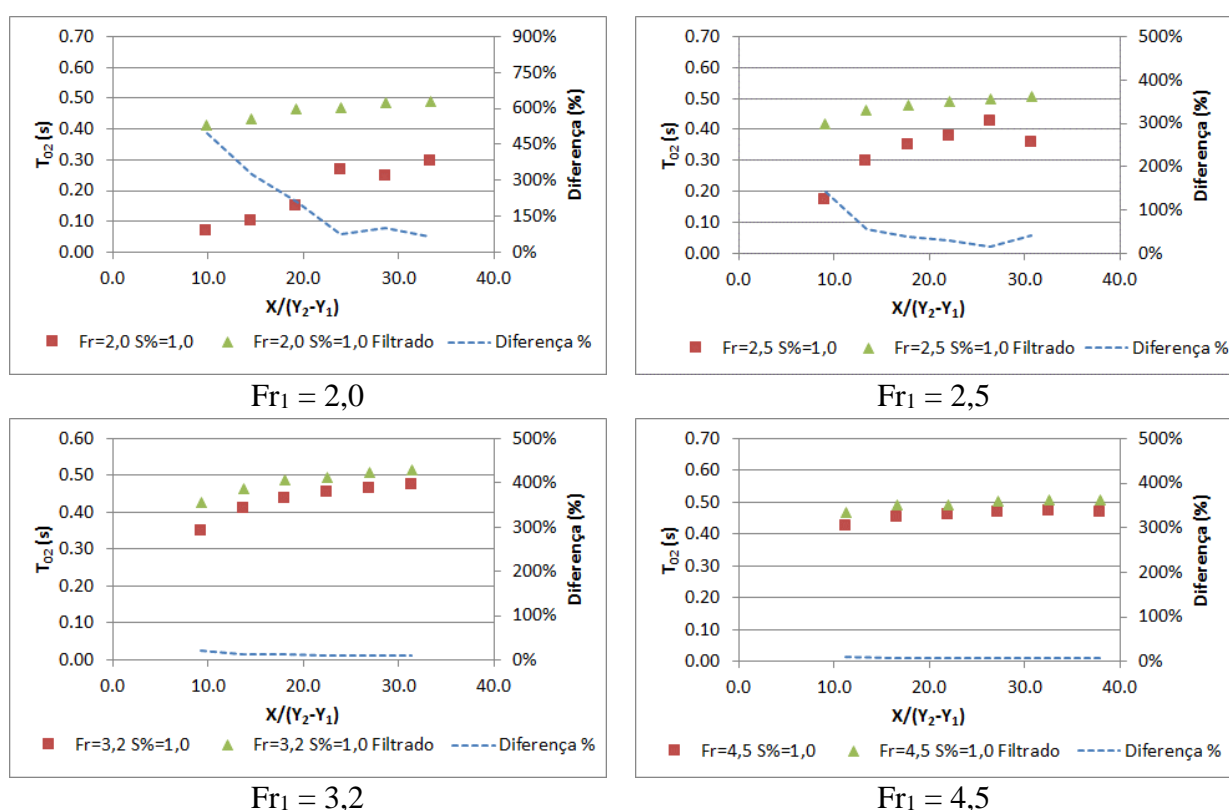 0.70
0.60
0.50
0.40
0.30
0.20
0.10
0.00
T02 (s)
900%
750%
600%
450%
300%
150%
0%
Diferença (%)
0.0 10.0 20.0 30.0 40.0
X/(Y2-Y1)
Fr=2,0 S%=1,0 Fr=2,0 S%=1,0 Filtrado Diferença %
Fr1 = 2,0
0.70
0.60
0.50
0.40
0.30
0.20
0.10
0.00
T02 (s)
500%
400%
300%
200%
100%
0%
Diferença (%)
0.0 10.0 20.0 30.0 40.0
X/(Y2-Y1)
Fr=2,5 S%=1,0 Fr=2,5 S%=1,0 Filtrado Diferença %
Fr1 = 2,5
0.60
0.50
0.40
0.30
0.20
0.10
0.00
T02 (s)
500%
400%
300%
200%
100%
0%
Diferença (%)
0.0 10.0 20.0 30.0 40.0
X/(Y2-Y1)
Fr=3,2 S%=1,0 Fr=3,2 S%=1,0 Filtrado Diferença %
Fr1 = 3,2
0.70
0.60
0.50
0.40
0.30
0.20
0.10
0.00
T02 (s)
500%
400%
300%
200%
100%
0%
Diferença (%)
0.0 10.0 20.0 30.0 40.0
X/(Y2-Y1)
Fr=4,5 S%=1,0 Fr=4,5 S%=1,0 Filtrado Diferença %
Fr1 = 4,5